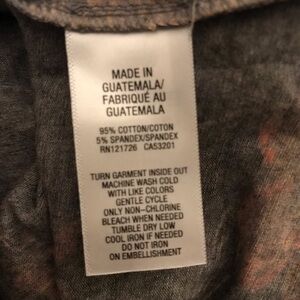 MADE IN
GUATEMALA/
FABRIQUÉ AU
GUATEMALA
95% COTTON/COTON
5% SPANDEX/SPANDEX
RN121726 CA53201
TURN GARMENT INSIDE OUT
MACHINE WASH COLD
WITH LIKE COLORS
GENTLE CYCLE
ONLY NON-CHLORINE
BLEACH WHEN NEEDED
TUMBLE DRY LOW
COOL IRON IF NEEDED
DO NOT IRON
ON EMBELLISHMENT